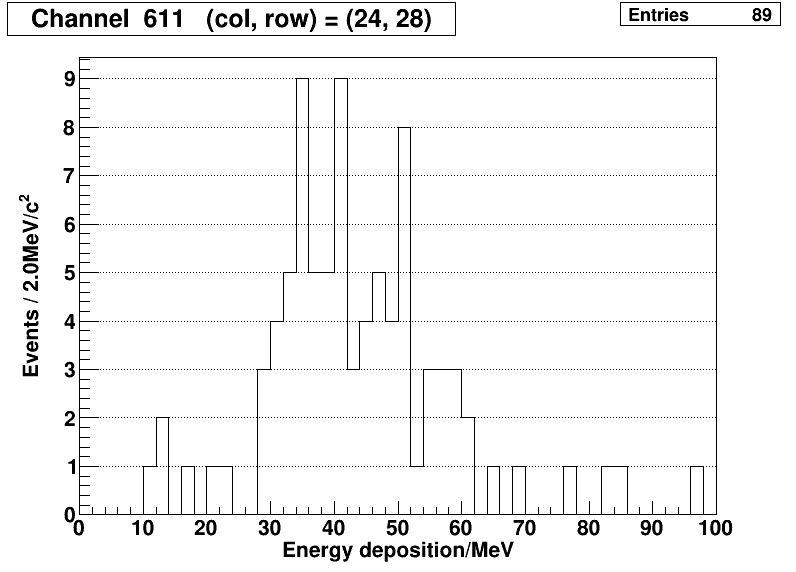 Channel 611 (col, row) = (24, 28)
Entries 89
Events / 2.0MeV/c²
9
8
7
6
5
4
3
2
1
0
0 10 20 30 40 50 60 70 80 90 100
Energy deposition/MeV